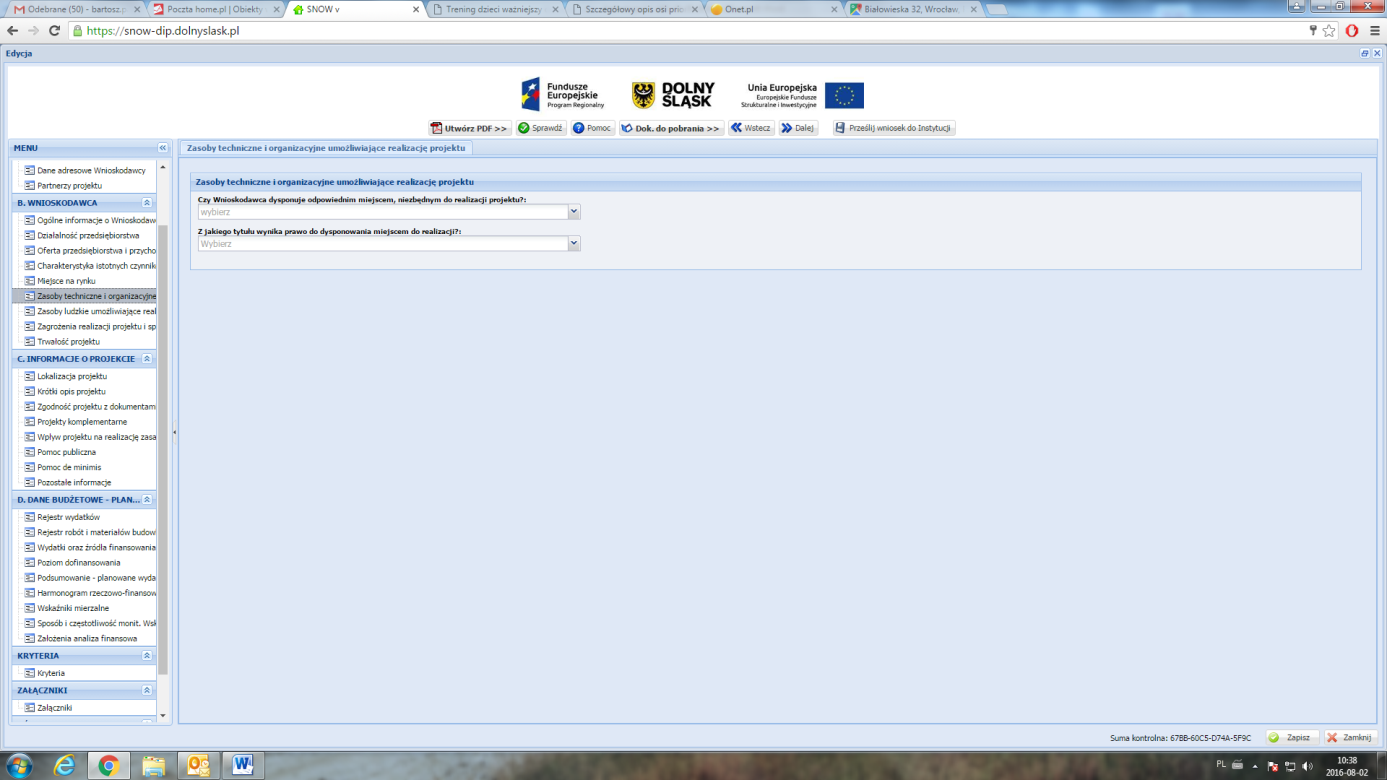 Odebrane (50) - bartosz.p
Poczta home.pl | Obiekty
SNOW v
Trening dzieci ważniejszy
Szczegółowy opis osi prio
Onet.pl
Białowieska 32, Wrocław,
https://snow-dip.dolnyslask.pl
Edycja
Fundusze Europejskie Program Regionalny
DOLNY ŚLĄSK
Unia Europejska Europejskie Fundusze Strukturalne i Inwestycyjne
Utwórz PDF >>
Sprawdź
Pomoc
Dok. do pobrania >>
Wstecz
Dalej
Prześlij wniosek do Instytucji
MENU
Dane adresowe Wnioskodawcy
Partnerzy projektu
B. WNIOSKODAWCA
Ogólne informacje o Wnioskodaw
Działalność przedsiębiorstwa
Oferta przedsiębiorstwa i przycho
Charakterystyka istotnych czynnik
Miejsce na rynku
Zasoby techniczne i organizacyjne
Zasoby ludzkie umożliwiające real
Zagrożenia realizacji projektu i sp
Trwałość projektu
C. INFORMACJE O PROJEKCIE
Lokalizacja projektu
Krótki opis projektu
Zgodność projektu z dokumentam
Projekty komplementarne
Wpływ projektu na realizację zasa
Pomoc publiczna
Pomoc de minimis
Pozostałe informacje
D. DANE BUDŻETOWE - PLAN...
Rejestr wydatków
Rejestr robót i materiałów budow
Wydatki oraz źródła finansowania
Poziom dofinansowania
Podsumowanie - planowane wyda
Harmonogram rzeczowo-finansow
Wskaźniki mierzalne
Sposób i częstotliwość monit. Wsk
Założenia analiza finansowa
KRYTERIA
Kryteria
ZAŁĄCZNIKI
Załączniki
Zasoby techniczne i organizacyjne umożliwiające realizację projektu
Zasoby techniczne i organizacyjne umożliwiające realizację projektu
Czy Wnioskodawca dysponuje odpowiednim miejscem, niezbędnym do realizacji projektu?:
wybierz
Z jakiego tytułu wynika prawo do dysponowania miejscem do realizacji?:
Wybierz
Suma kontrolna: 67BB-60C5-D74A-5F9C
Zapisz
Zamknij
PL
10:38
2016-08-02